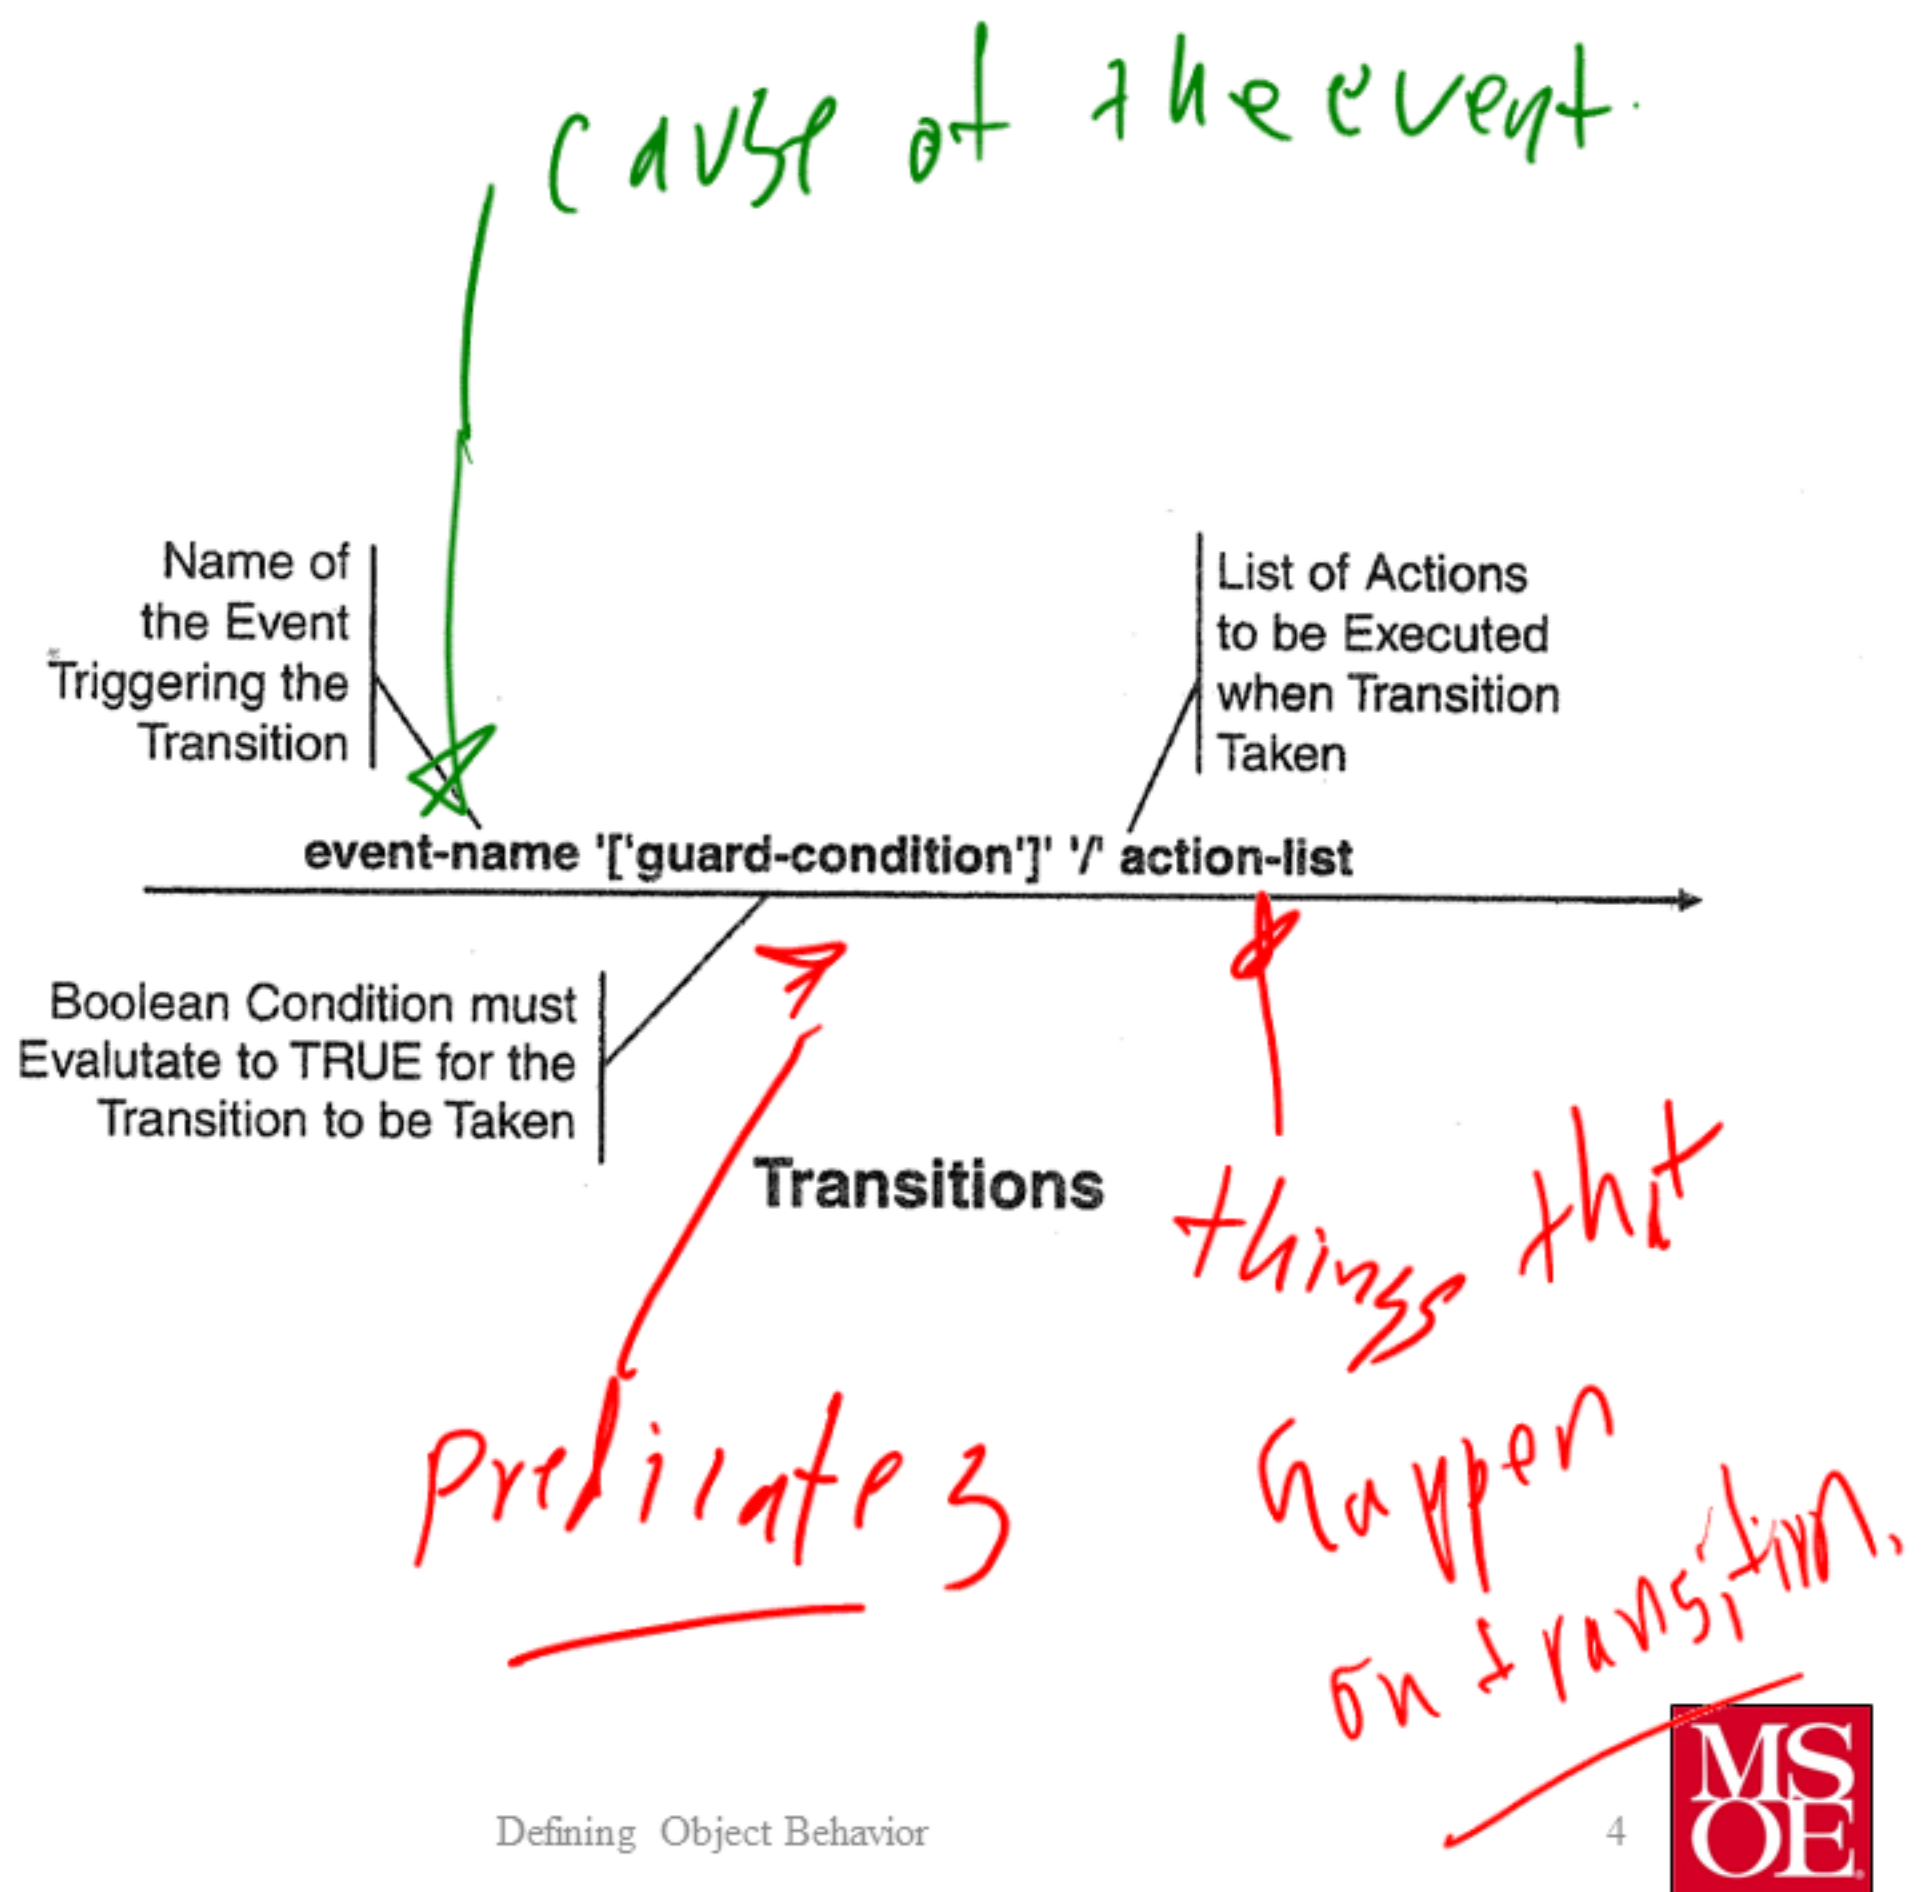 cause of the event.
Name of
the Event
Triggering the
Transition
List of Actions
to be Executed
when Transition
Taken
event-name '['guard-condition']' '/' action-list
Boolean Condition must
Evalutate to TRUE for the
Transition to be Taken
Transitions
things that
happen
on transition.
predicates
Defining Object Behavior
4
MS
OE